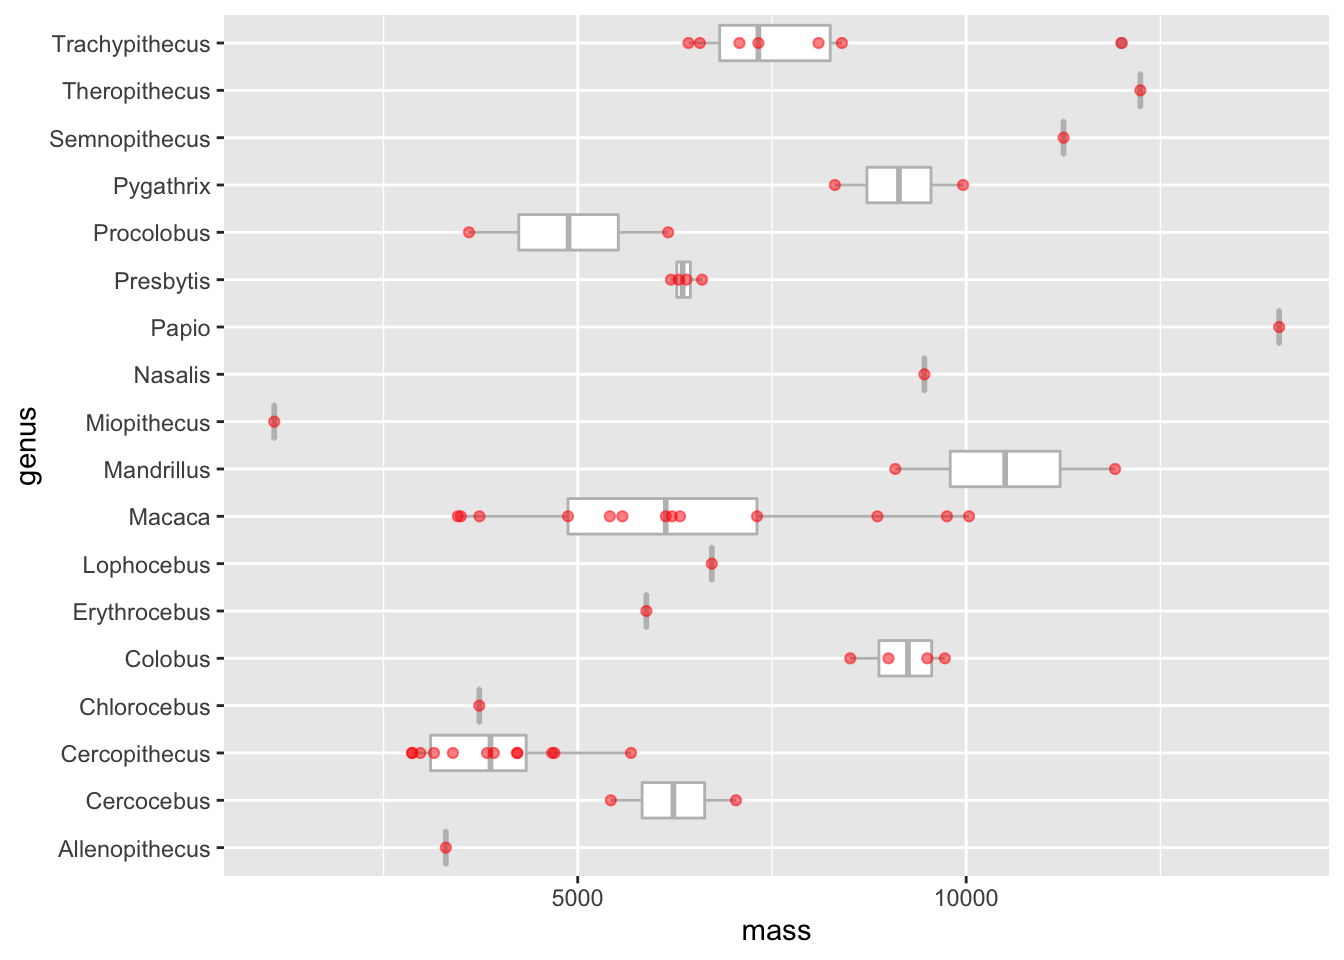 Trachypithecus
Theropithecus
Semnopithecus
Pygathrix
Procolobus
Presbytis
Papio
Nasalis
Miopithecus
Mandrillus
Macaca
Lophocebus
Erythrocebus
Colobus
Chlorocebus
Cercopithecus
Cercocebus
Allenopithecus
genus
5000 10000
mass